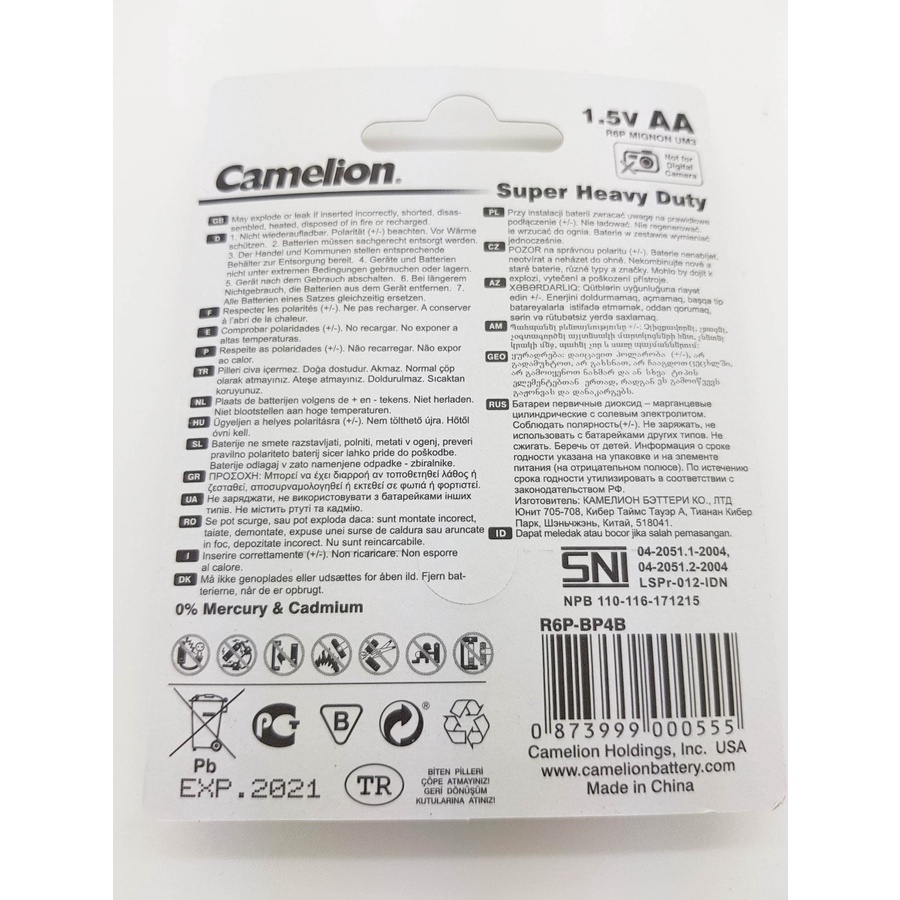 1.5V AA
R6P MIGNON UM3
Not for
Digital
Camera
Camelion®
Super Heavy Duty
GB May explode or leak if inserted incorrectly, shorted, disas-
sembled, heated, disposed of in fire or recharged.
D 1. Nicht wiederaufladbar. Polarität (+/-) beachten. Vor Wärme
schützen. 2. Batterien müssen sachgerecht entsorgt werden.
3. Der Handel und Kommunen stellen entsprechende
Behälter zur Entsorgung bereit. 4. Geräte und Batterien
nicht unter extremen Bedingungen gebrauchen oder lagern.
5. Gerät nach dem Gebrauch abschalten. 6. Bei längerem
Nichtgebrauch, die Batterien aus dem Gerät entfernen. 7.
Alle Batterien eines Satzes gleichzeitig ersetzen.
F Respecter les polarités (+/-). Ne pas recharger. A conserver
à l'abri de la chaleur.
E Comprobar polaridades (+/-). No recargar. No exponer a
altas temperaturas.
P Respeite as polaridades (+/-). Não recarregar. Não expor
ao calor.
TR Pilleri civa içermez. Doğa dostudur. Akmaz. Normal çöp
olarak atmayınız. Ateşe atmayınız. Doldurulmaz. Sıcaktan
koruyunuz.
NL Plaats de batterijen volgens de + en - tekens. Niet herladen.
Niet blootstellen aan hoge temperaturen.
HU Ügyeljen a helyes polaritásra (+/-). Nem tölthető újra. Hőtől
óvni kell.
SL Baterije ne smete razstavljati, polniti, metati v ogenj, preveri
pravilno polariteto baterij sicer lahko pride do poškodbe.
Baterije odlagaj v zato namenjene odpadke - zbiralnike.
GR ΠΡΟΣΟΧΗ: Μπορεί να έχει διαρροή αν τοποθετηθεί λάθος ή
ζεσταθεί, αποσυρναμολογηθεί ή εκτεθεί σε φωτιά ή φορτιστεί.
UA Не заряджати, не використовувати з батарейками інших
типів. Не містить ртуті та кадмію.
RO Se pot scurge, sau pot exploda daca: sunt montate incorect,
taiate, demontate, expuse unei surse de caldura sau aruncate
in foc, depozitate incorect. Nu sunt reincarcabile.
I Inserire correttamente (+/-). Non ricaricare. Non esporre
al calore.
DK Må ikke genoplades eller udsættes for åben ild. Fjern bat-
terierne, når de er opbrugt.
0% Mercury & Cadmium
PL Przy instalacji baterii zwracać uwagę na prawidłowe
podłączenie (+/-). Nie ładować. Nie regenerować.
ie wrzucać do ognia. Baterie w zestawie wymieniać
jednocześnie.
CZ POZOR na správnou polaritu (+/-). Baterie nenabíjet,
neotvírat a neházet do ohně. Nekombinujte nové a
staré baterie, různé typy a značky. Mohlo by dojít k
explozi, vytečení a poškození zařízení.
AZ XƏBƏRDARLIQ: Qütblərin uyğunluğuna riayət
edin +/-. Enerjini doldurmamaq, açmamaq, başqa tip
batareyalarla istifadə etməmək, oddan qorumaq,
sərin və rütubətsiz yerdə saxlamaq.
AM
GEO ყურადრება: დაიცავით პოლარობა (+/-), არ
RUS Батареи первичные диоксид – марганцевые
цилиндрические с солевым электролитом.
Соблюдать полярность(+/-). Не заряжать, не
использовать с батарейками других типов. Не
сжигать. Беречь от детей. Информация о сроке
годности указана на упаковке и на элементе
питания (на отрицательном полюсе). По истечению
срока годности утилизировать в соответствии с
законодательством РФ.
Изготовитель: КАМЕЛИОН БЭТТЕРИ КО., ЛТД
Юнит 705-708, Кибер Таймс Тауэр А, Тианан Кибер
Парк, Шэньчжэнь, Китай, 518041.
ID Dapat meledak atau bocor jika salah pemasangan.
SNI
04-2051.1-2004,
04-2051.2-2004
LSPr-012-IDN
NPB 110-116-171215
R6P-BP4B
0 873999 000555
Camelion Holdings, Inc. USA
www.camelionbattery.com
Made in China
Pb
B
®
EXP.2021
TR
BİTEN PİLLERİ
ÇÖPE ATMAYINIZ!
GERİ DÖNÜŞÜM
KUTULARINA ATINIZ!